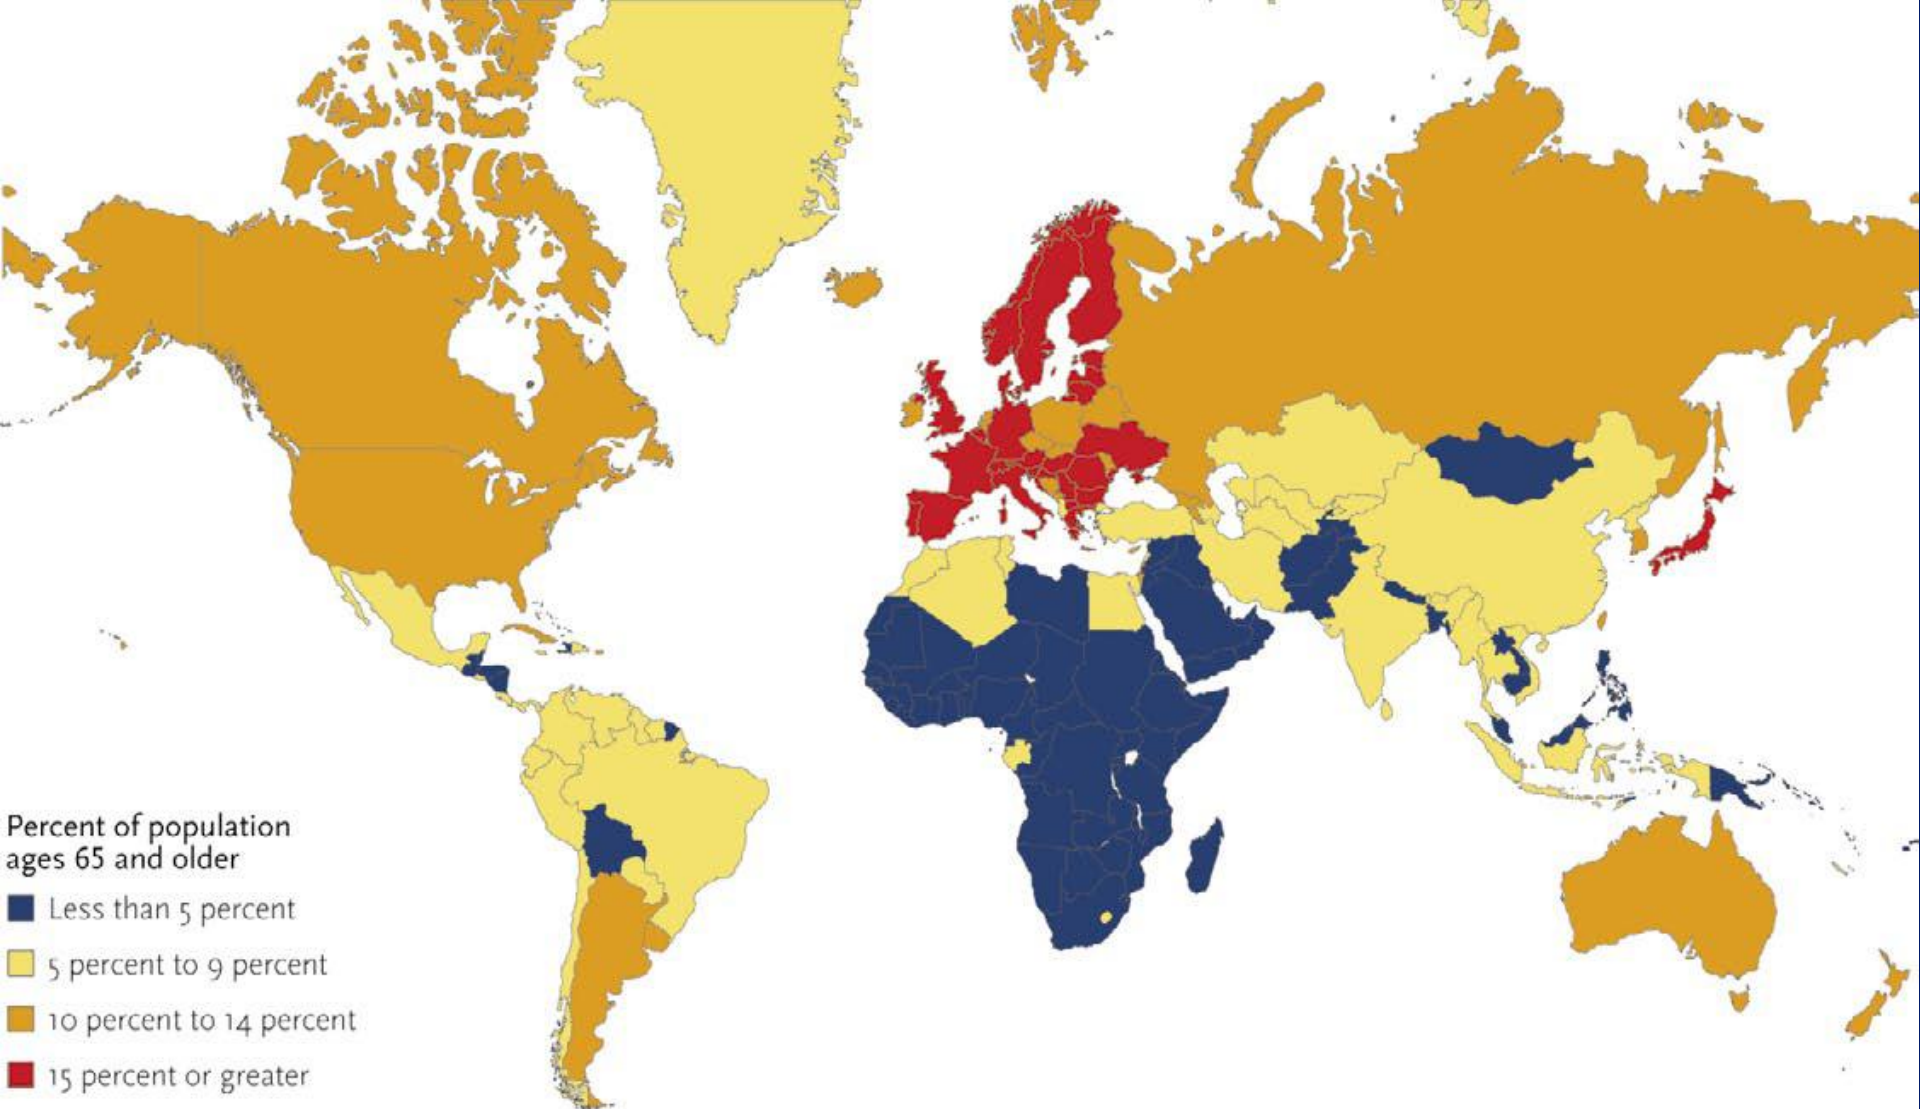 Percent of population
ages 65 and older
Less than 5 percent
5 percent to 9 percent
10 percent to 14 percent
15 percent or greater